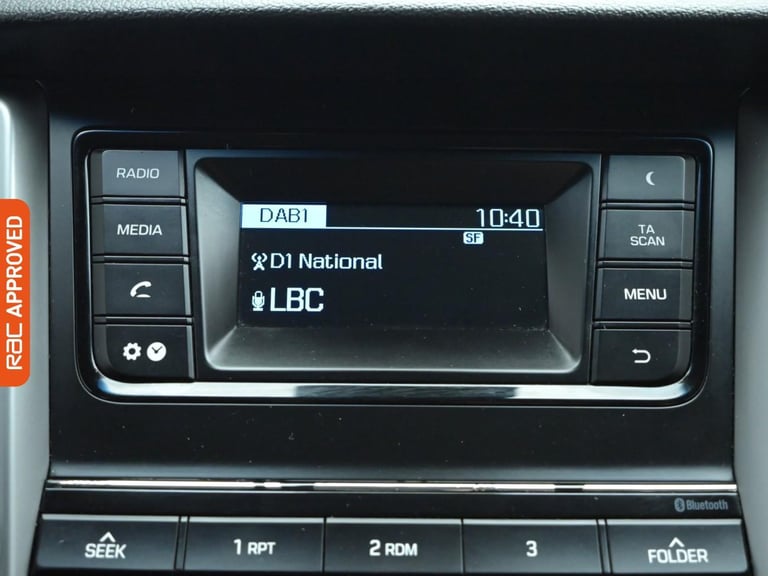 RAC APPROVED
RADIO
MEDIA
DAB1 10:40
SF
D1 National
LBC
TA
SCAN
MENU
Bluetooth
SEEK
1 RPT
2 RDM
3
FOLDER